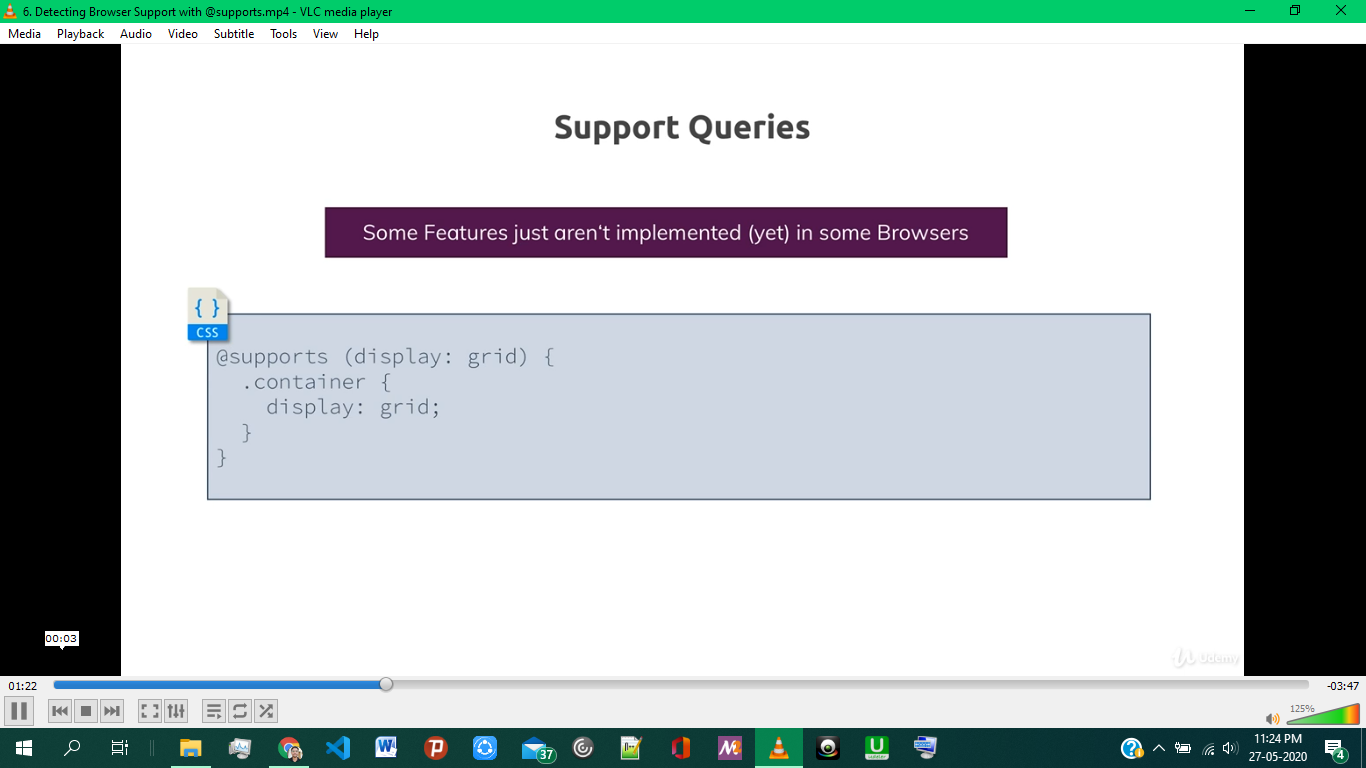 6. Detecting Browser Support with @supports.mp4 - VLC media player
Media Playback Audio Video Subtitle Tools View Help
Support Queries
Some Features just aren‘t implemented (yet) in some Browsers
{ }
CSS
@supports (display: grid) {
  .container {
    display: grid;
  }
}
00:03
Udemy
01:22
-03:47
125%
37
11:24 PM
27-05-2020
4